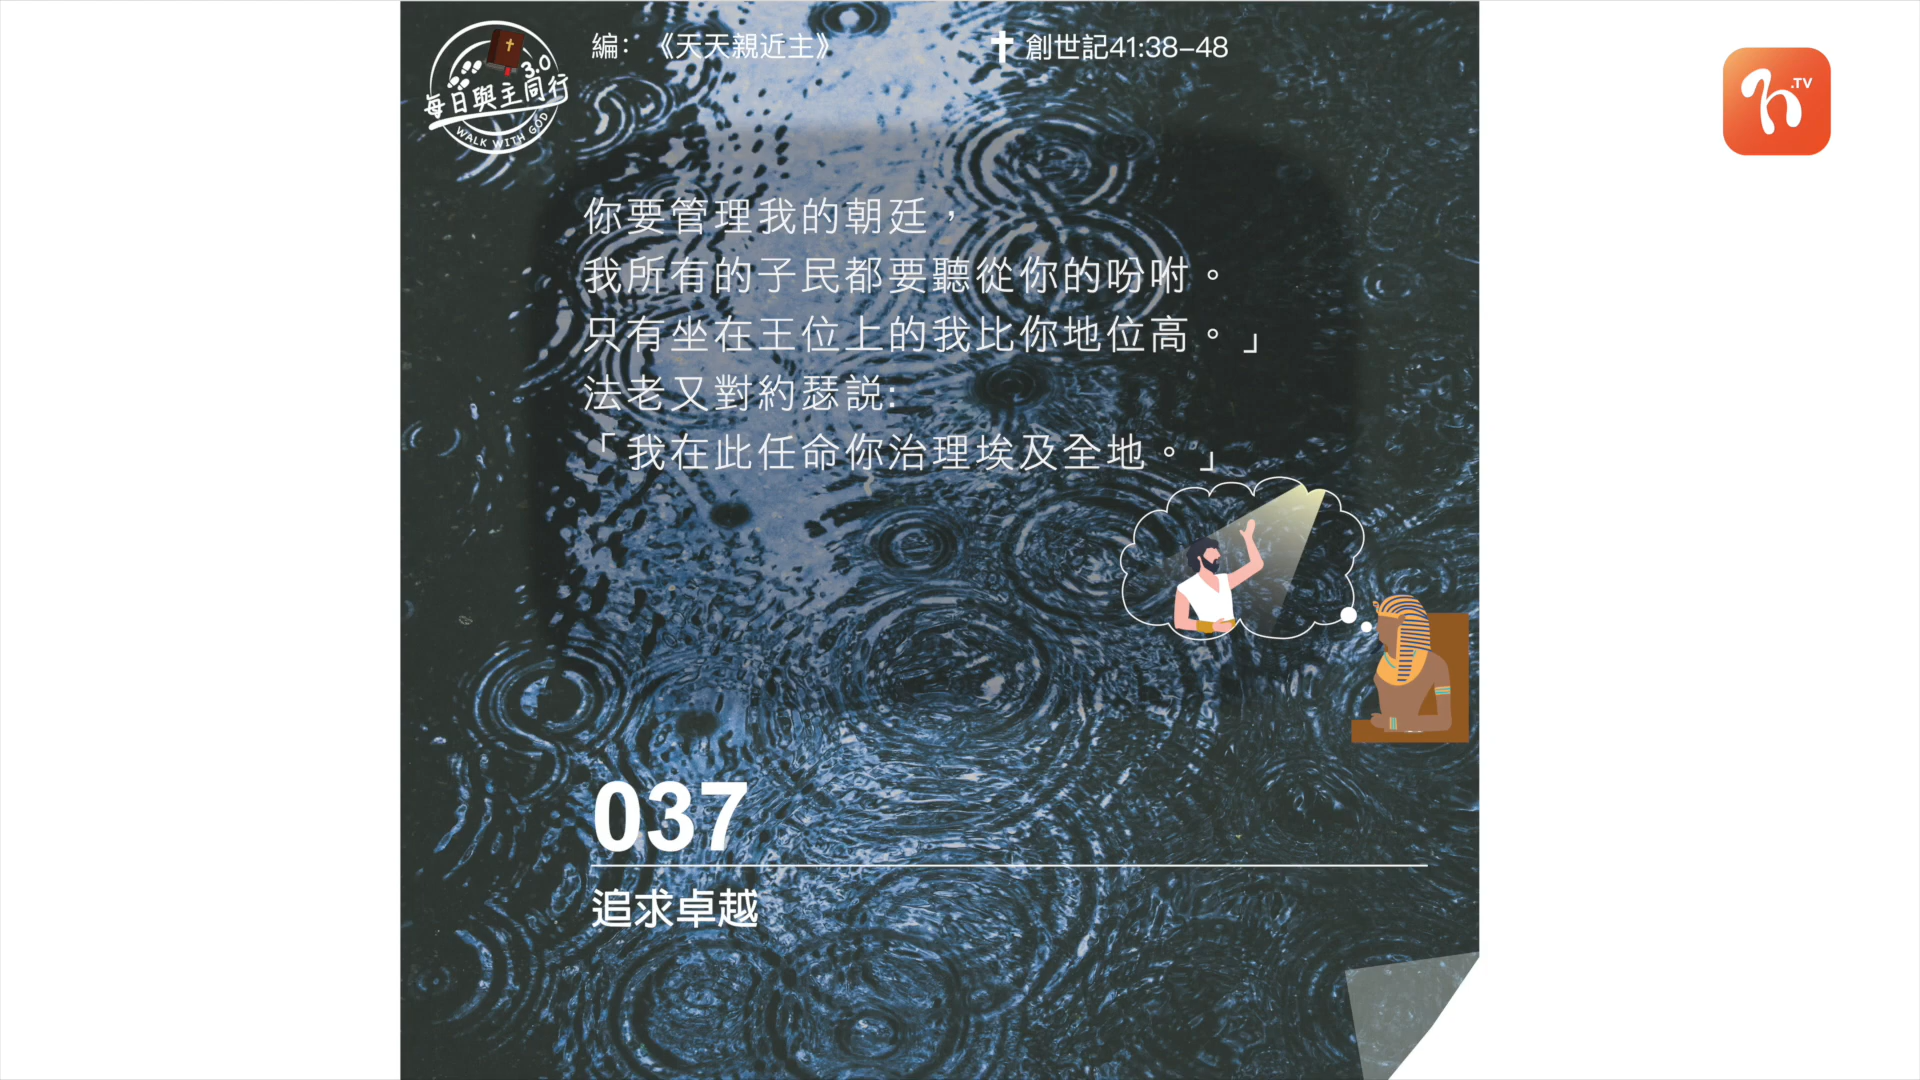 編：《天天親近主》
創世記41:38-48
3.0
每日與主同行
WALK WITH GOD
h.TV
你要管理我的朝廷，
我所有的子民都要聽從你的吩咐。
只有坐在王位上的我比你地位高。」
法老又對約瑟説:
「我在此任命你治理埃及全地。」
037
追求卓越